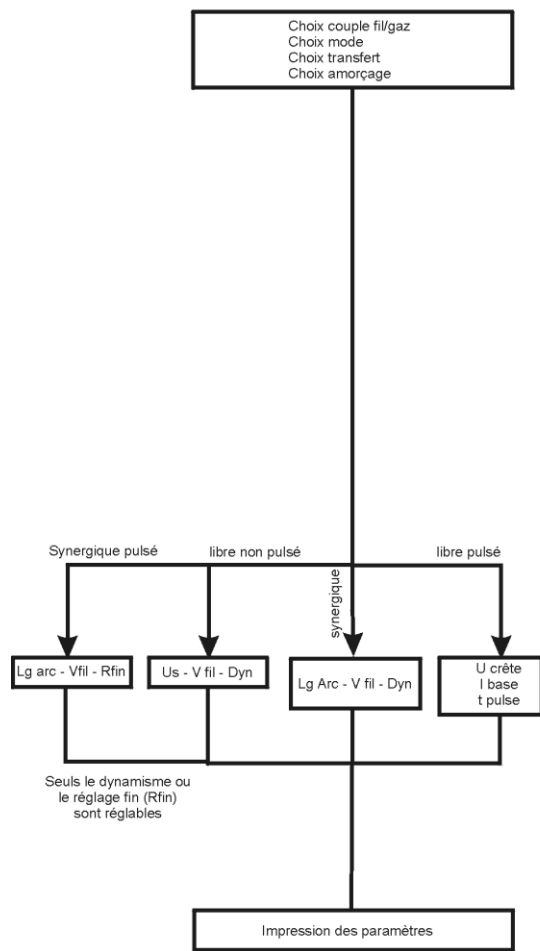 Choix couple fil/gaz
Choix mode
Choix transfert
Choix amorçage
Synergique pulsé
libre non pulsé
synergique
libre pulsé
Lg arc - Vfil - Rfin
Us - V fil - Dyn
Lg Arc - V fil - Dyn
U crête
I base
t pulse
Seuls le dynamisme ou
le réglage fin (Rfin)
sont réglables
Impression des paramètres